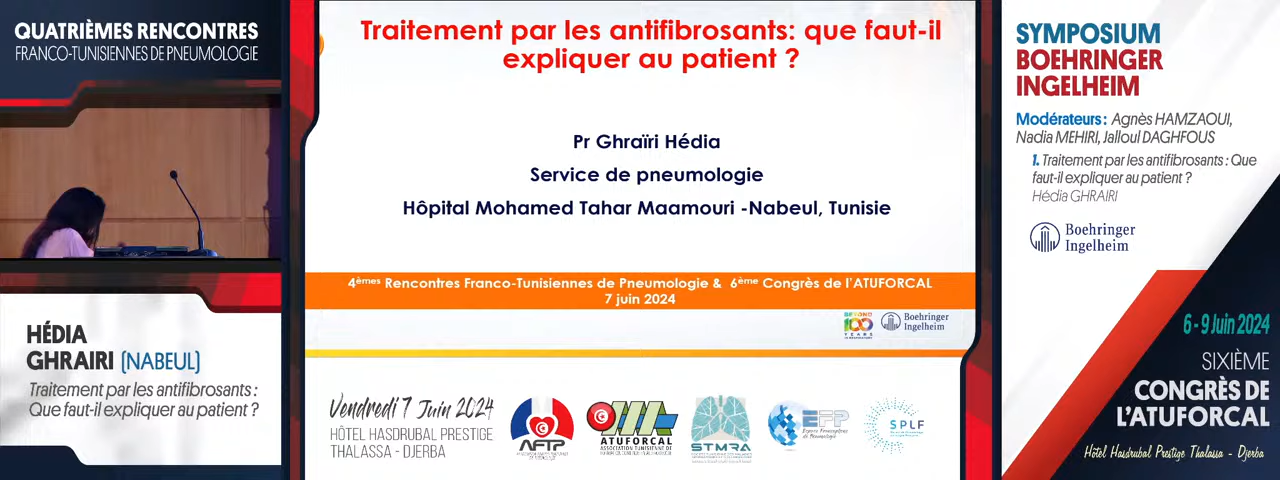 QUATRIÈMES RENCONTRES
FRANCO-TUNISIENNES DE PNEUMOLOGIE
HÉDIA
GHRAIRI (NABEUL)
Traitement par les antifibrosants :
Que faut-il expliquer au patient ?
Traitement par les antifibrosants: que faut-il
expliquer au patient ?
Pr Ghraïri Hédia
Service de pneumologie
Hôpital Mohamed Tahar Maamouri -Nabeul, Tunisie
4èmes Rencontres Franco-Tunisiennes de Pneumologie & 6ème Congrès de l'ATUFORCAL
7 juin 2024
BEYOND
100
YEARS
Boehringer
Ingelheim
Vendredi 7 Juin 2024
HÔTEL HASDRUBAL PRESTIGE
THALASSA - DJERBA
AFTP
ATUFORCAL
STMRA
EFP
SPLF
SYMPOSIUM
BOEHRINGER
INGELHEIM
Modérateurs : Agnès HAMZAOUI,
Nadia MEHIRI, Jalloul DAGHFOUS
1. Traitement par les antifibrosants : Que
faut-il expliquer au patient ?
Hédia GHRAIRI
Boehringer
Ingelheim
6 - 9 Juin 2024
SIXIÈME
CONGRÈS DE
L'ATUFORCAL
Hôtel Hasdrubal Prestige Thalassa - Djerba